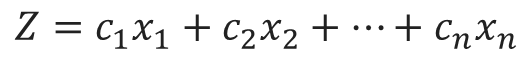 Z = c₁x₁ + c₂x₂ + ⋯ + cₙxₙ